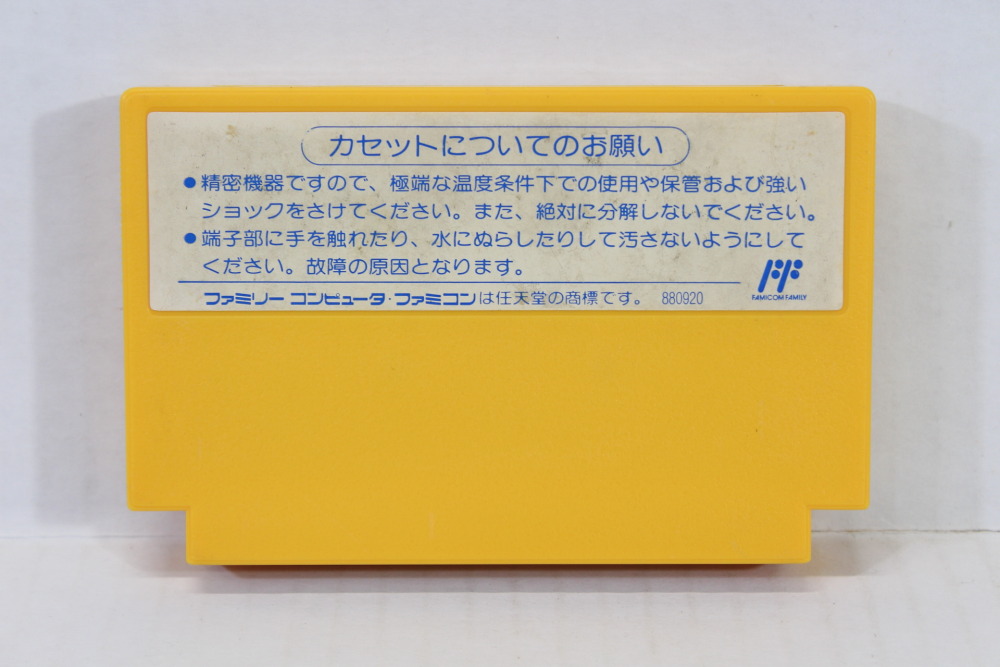 カセットについてのお願い
●精密機器ですので、極端な温度条件下での使用や保管および強い
ショックをさけてください。また、絶対に分解しないでください。
●端子部に手を触れたり、水にぬらしたりして汚さないようにして
ください。故障の原因となります。
ファミリー コンピュータ・ファミコンは任天堂の商標です。 880920
FAMICOM FAMILY